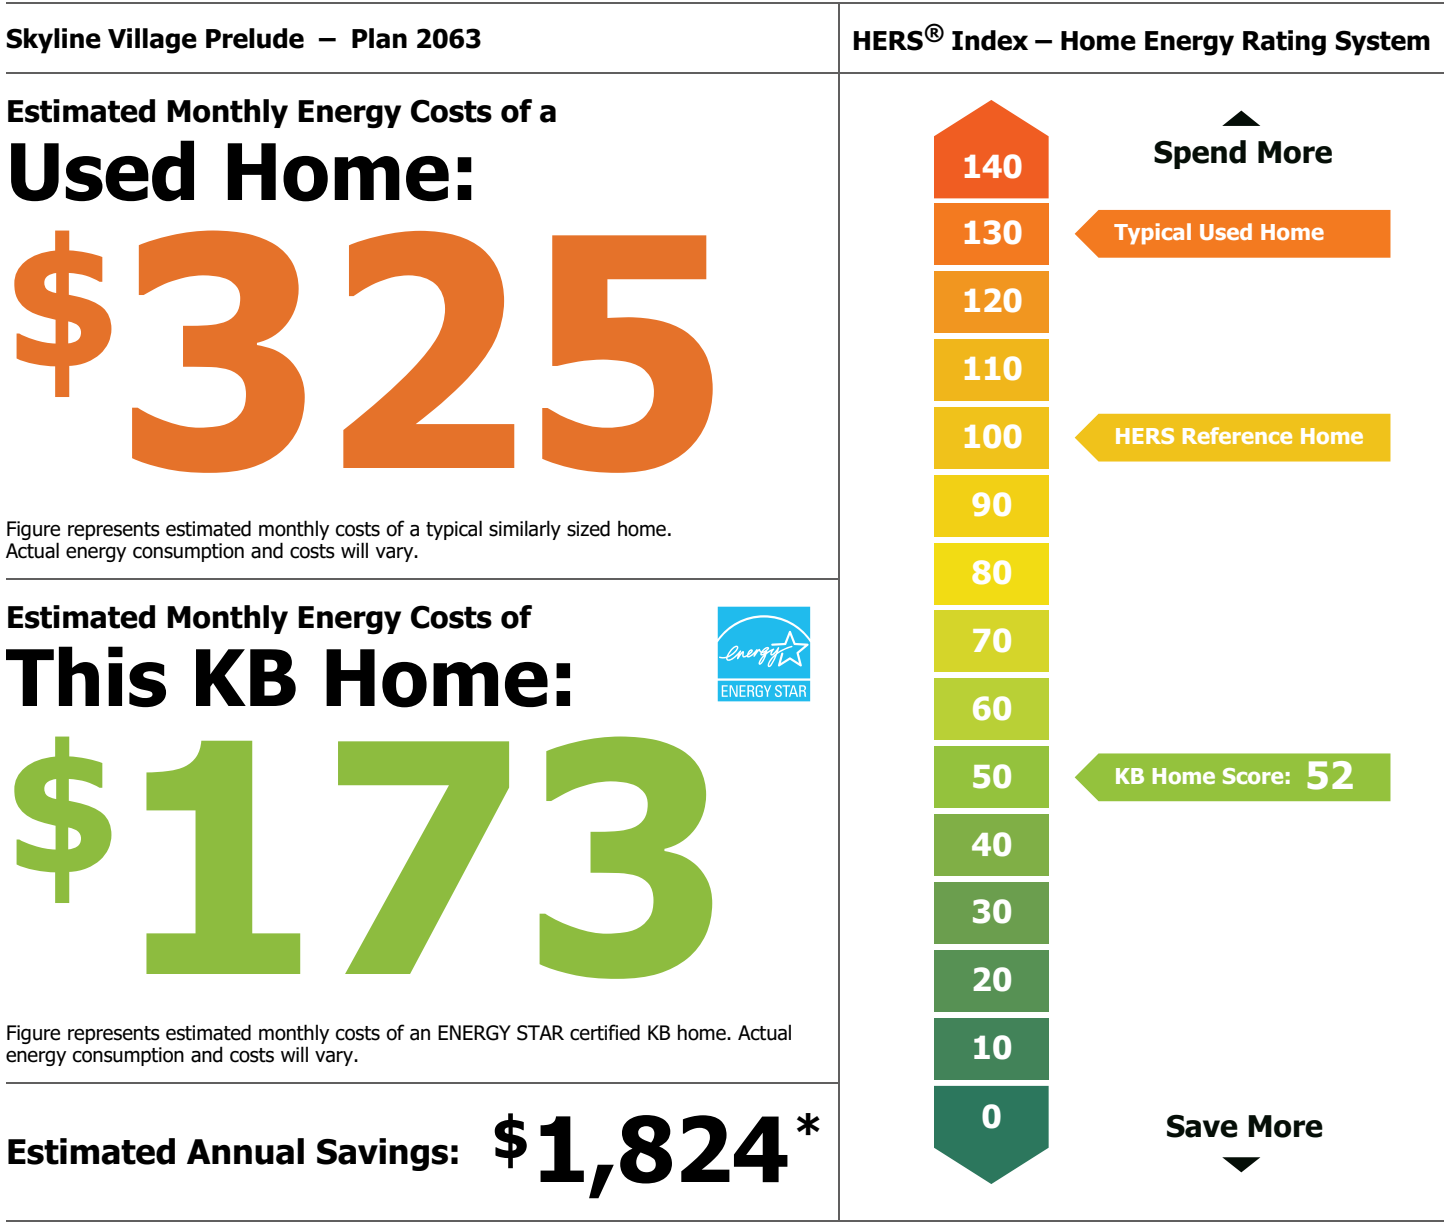 Skyline Village Prelude – Plan 2063
Estimated Monthly Energy Costs of a
Used Home:
$325
Figure represents estimated monthly costs of a typical similarly sized home.
Actual energy consumption and costs will vary.
Estimated Monthly Energy Costs of
This KB Home:
energy
ENERGY STAR
$173
Figure represents estimated monthly costs of an ENERGY STAR certified KB home. Actual
energy consumption and costs will vary.
Estimated Annual Savings: $1,824*
HERS® Index – Home Energy Rating System
Spend More
140
130 Typical Used Home
120
110
100 HERS Reference Home
90
80
70
60
50 KB Home Score: 52
40
30
20
10
0
Save More